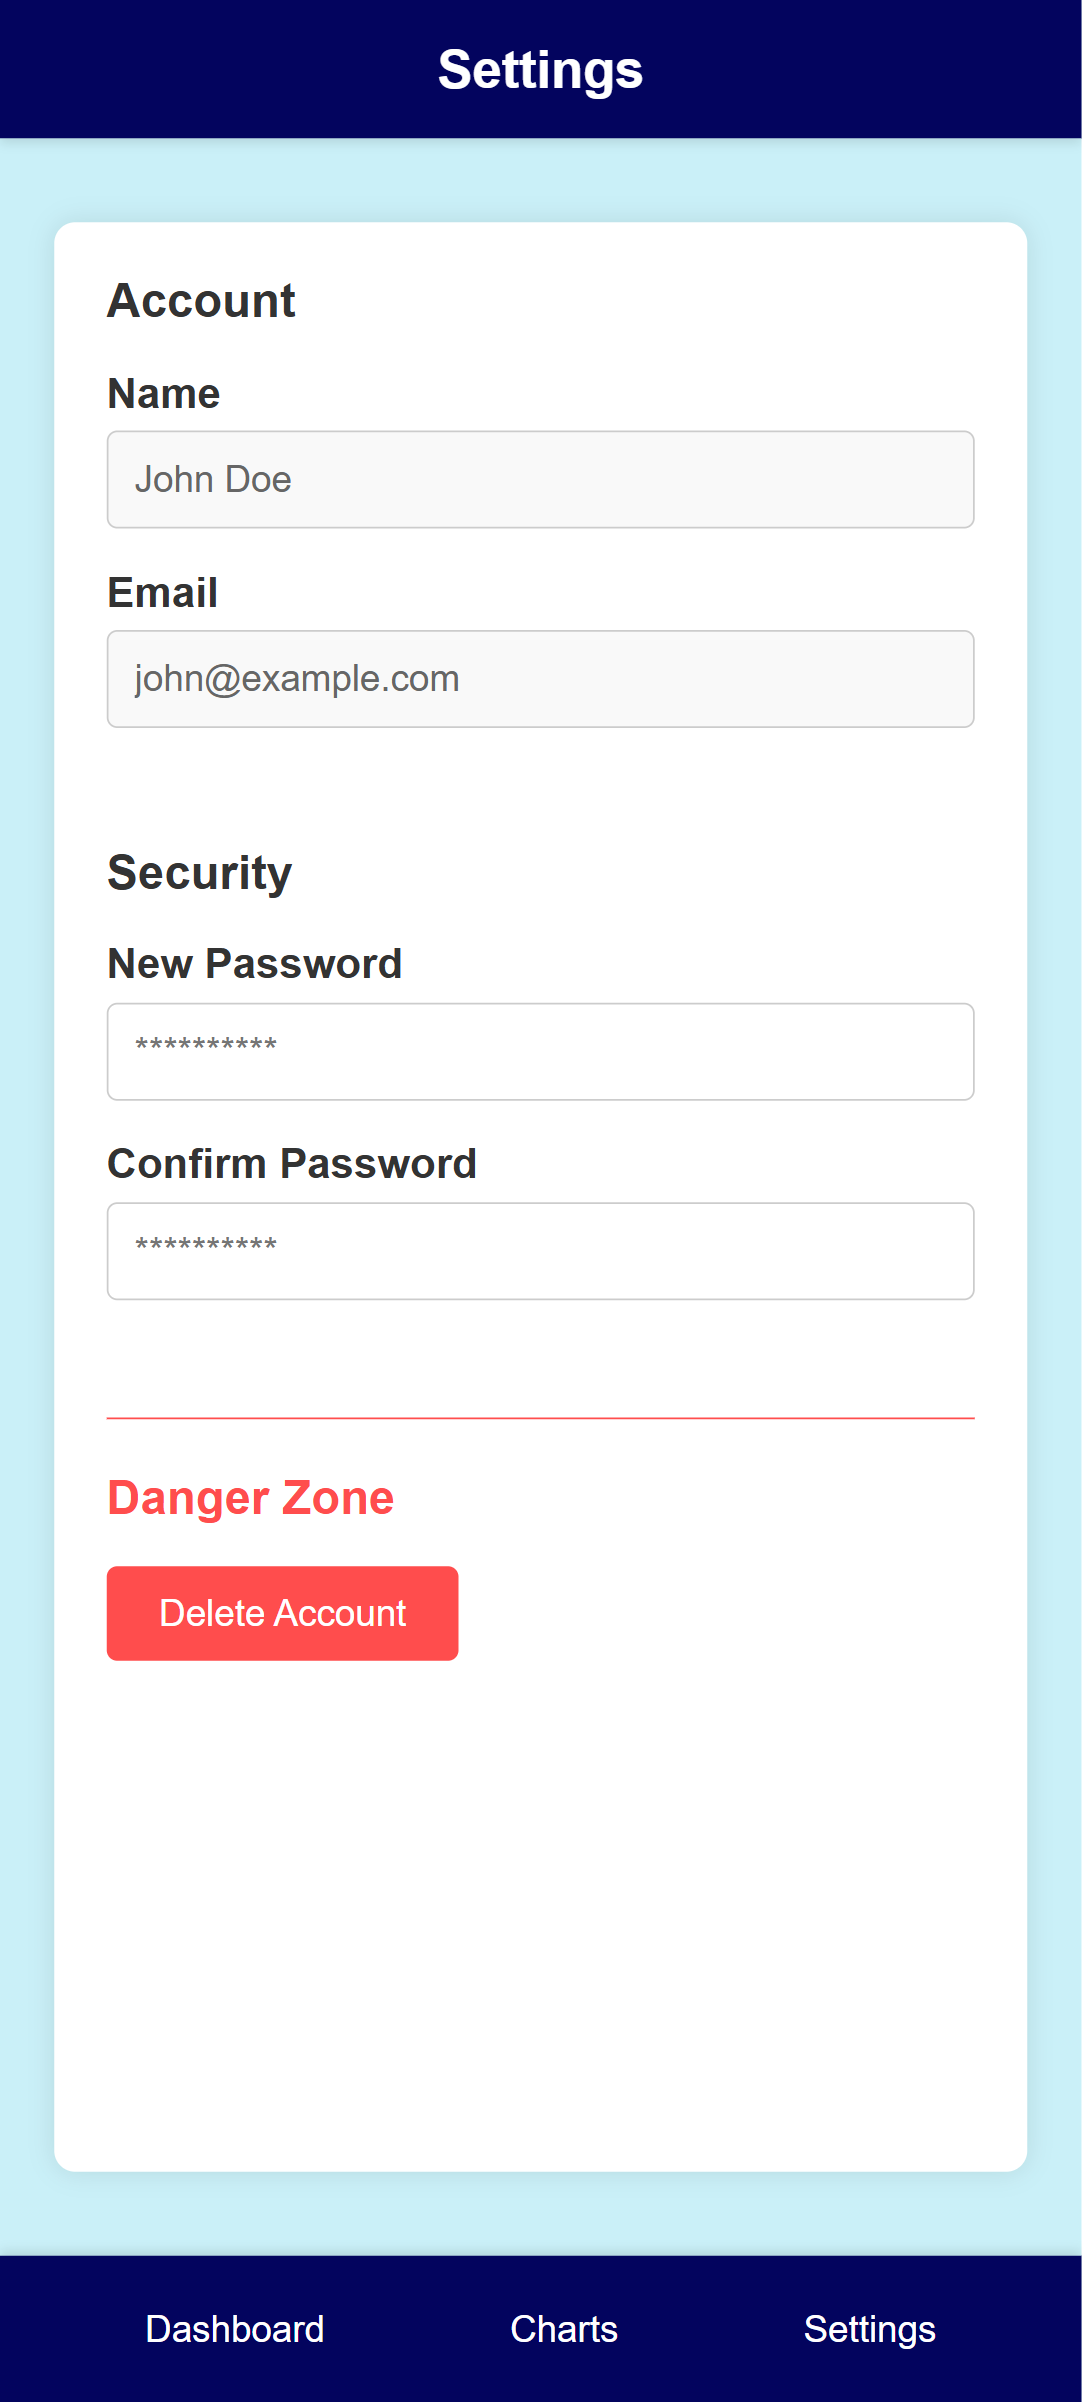 Settings
Account
Name
John Doe
Email
john@example.com
Security
New Password
**********
Confirm Password
**********
Danger Zone
Delete Account
Dashboard Charts Settings